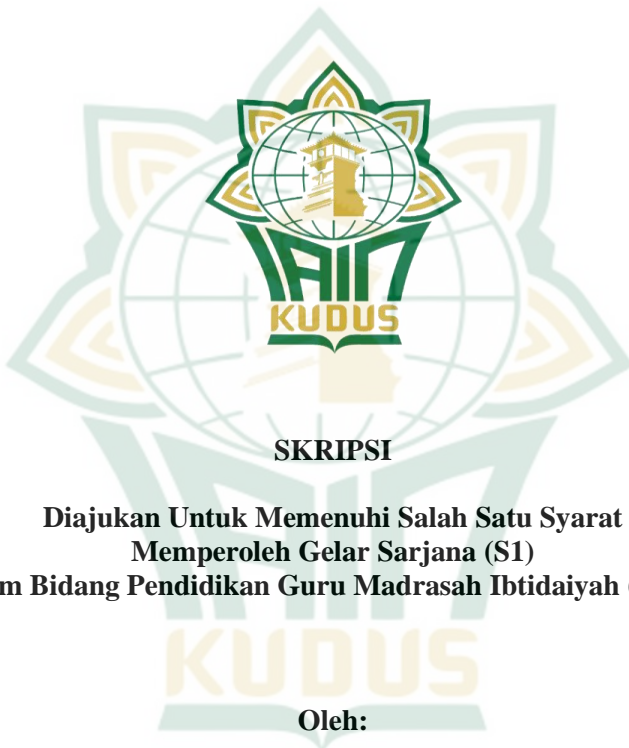 IAIN
KUDUS
SKRIPSI
Diajukan Untuk Memenuhi Salah Satu Syarat
Memperoleh Gelar Sarjana (S1)
m Bidang Pendidikan Guru Madrasah Ibtidaiyah
KUDUS
Oleh: